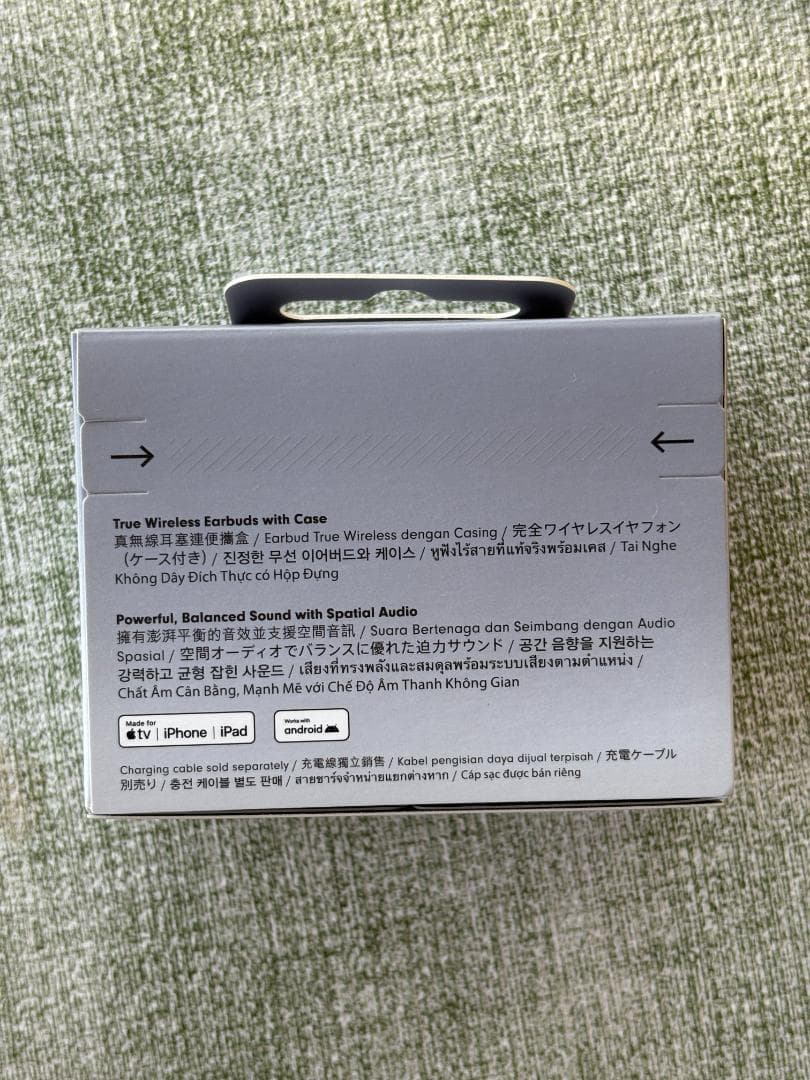 True Wireless Earbuds with Case
真無線耳塞連便攜盒 / Earbud True Wireless dengan Casing / 完全ワイヤレスイヤフォン
(ケース付き) / 진정한 무선 이어버드와 케이스 / หูฟังไร้สายที่แท้จริงพร้อมเคส / Tai Nghe
Không Dây Đích Thực có Hộp Đựng
Powerful, Balanced Sound with Spatial Audio
擁有澎湃平衡的音效並支援空間音訊 / Suara Bertenaga dan Seimbang dengan Audio
Spasial / 空間オーディオでバランスに優れた迫力サウンド / 공간 음향을 지원하는
강력하고 균형 잡힌 사운드 / เสียงที่ทรงพลังและสมดุลพร้อมระบบเสียงตามตำแหน่ง /
Chất Âm Cân Bằng, Mạnh Mẽ với Chế Độ Âm Thanh Không Gian
Made for
tv | iPhone | iPad
Works with
android
Charging cable sold separately / 充電線獨立銷售 / Kabel pengisian daya dijual terpisah / 充電ケーブル
別売り / 충전 케이블 별도 판매 / สายชาร์จจำหน่ายแยกต่างหาก / Cáp sạc được bán riêng